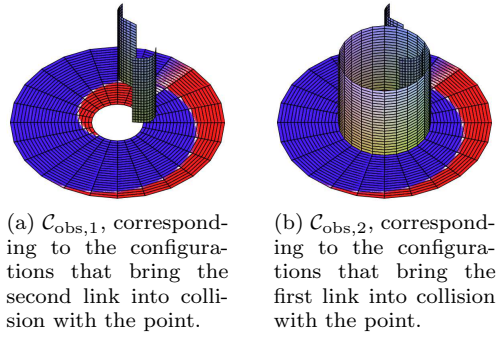 (a) $\mathcal{C}_{\text{obs},1}$, correspond-
ing to the configura-
tions that bring the
second link into colli-
sion with the point.
(b) $\mathcal{C}_{\text{obs},2}$, correspond-
ing to the configura-
tions that bring the
first link into collision
with the point.